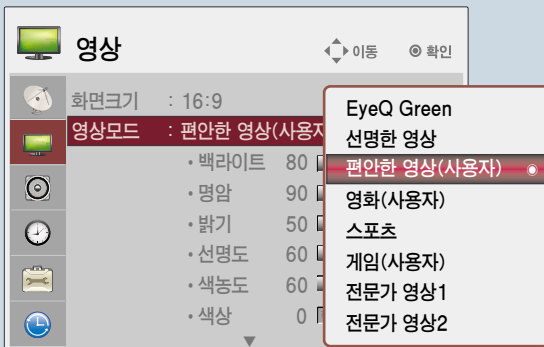 영상
이동 확인
화면크기 : 16:9
영상모드 : 편안한 영상(사용자
• 백라이트 80
• 명암 90
• 밝기 50
• 선명도 60
• 색농도 60
• 색상 0
EyeQ Green
선명한 영상
편안한 영상(사용자)
영화(사용자)
스포츠
게임(사용자)
전문가 영상1
전문가 영상2